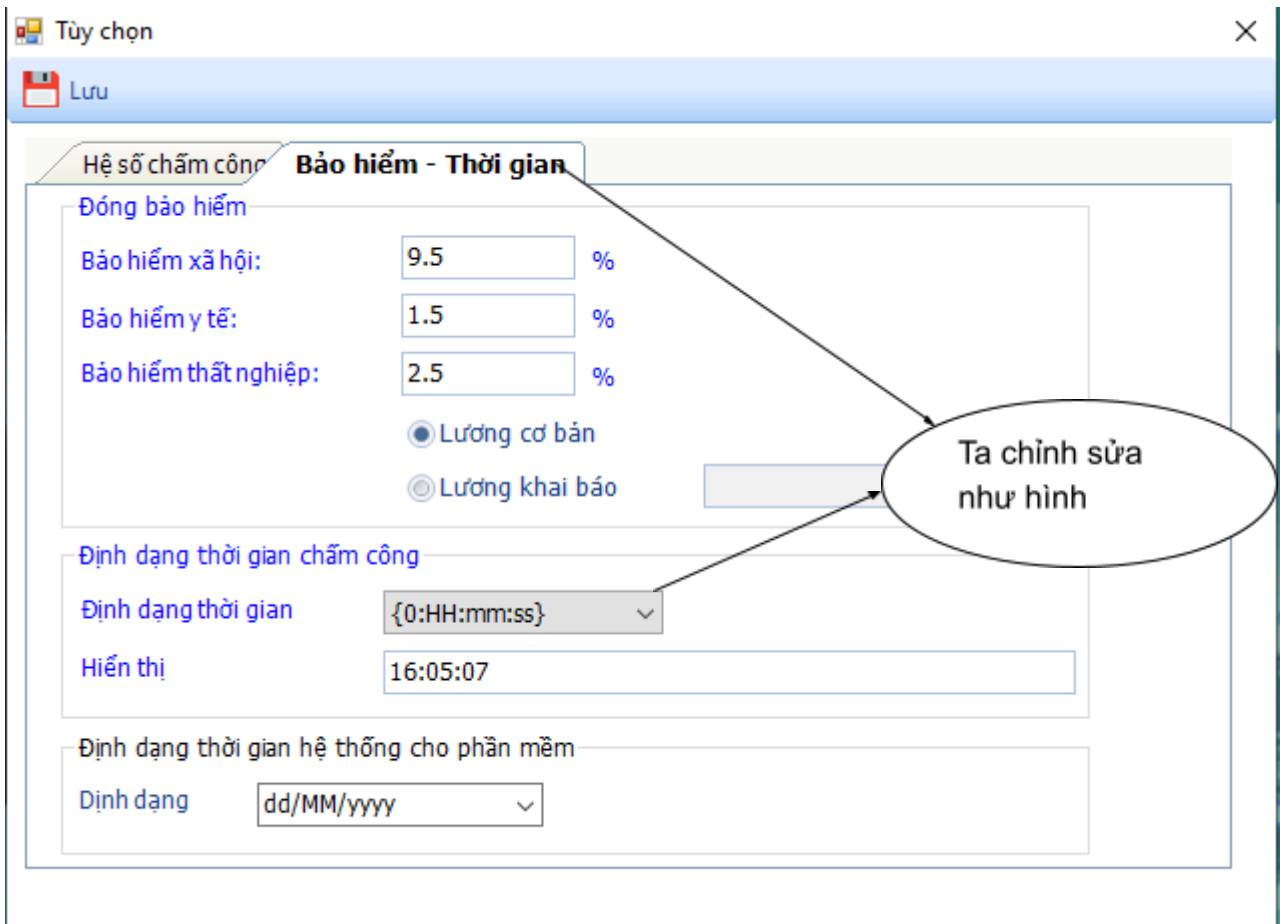 Tùy chọn
Lưu
Hệ số chấm công
Bảo hiểm - Thời gian
Đóng bảo hiểm
Bảo hiểm xã hội: 9.5 %
Bảo hiểm y tế: 1.5 %
Bảo hiểm thất nghiệp: 2.5 %
Lương cơ bản
Lương khai báo
Ta chỉnh sửa
như hình
Định dạng thời gian chấm công
Định dạng thời gian {0:HH:mm:ss}
Hiển thị 16:05:07
Định dạng thời gian hệ thống cho phần mềm
Dịnh dạng dd/MM/yyyy